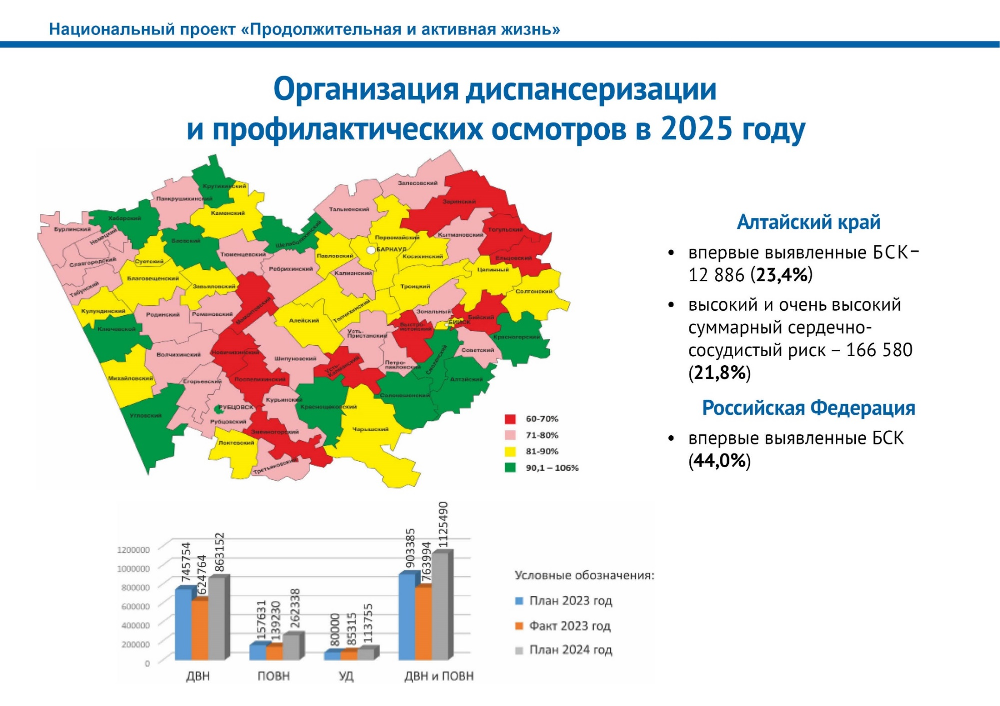 Национальный проект «Продолжительная и активная жизнь»
Организация диспансеризации
и профилактических осмотров в 2025 году
Крутихинский
Панкрушихинский
Каменский
Хабарский
Бурлинский
Немецкий
Славгородский
Табунский
Суетский
Баевский
Благовещенский
Завьяловский
Кулундинский
Ключевской
Родинский
Романовский
Мамонтовский
Волчихинский
Новичихинский
Михайловский
Егорьевский
Поспелихинский
Угловский
РУБЦОВСК
Рубцовский
Курьинский
Змеиногорский
Локтевский
Третьяковский
Залесовский
Заринский
Тальменский
Шелаболихинский
Тюменцевский
Ребрихинский
Павловский
Первомайский
БАРНАУЛ
Косихинский
Кытмановский
Тогульский
Ельцовский
Целинный
Калманский
Троицкий
Солтонский
Топчихинский
Алейский
Зональный
Бийский
БИЙСК
Быстро-
истокский
Усть-
Пристанский
Красногорский
Советский
Смоленский
Петро-
павловский
Шипуновский
Усть-
Калманский
Алтайский
Солонешенский
Краснощековский
Чарышский
60-70%
71-80%
81-90%
90,1 – 106%
Алтайский край
• впервые выявленные БСК–
12 886 (23,4%)
• высокий и очень высокий
суммарный сердечно-
сосудистый риск – 166 580
(21,8%)
Российская Федерация
• впервые выявленные БСК
(44,0%)
1200000
1000000
800000
600000
400000
200000
0
745754
624764
863152
157631
139230
262338
80000
85315
113755
903385
763994
1125490
ДВН
ПОВН
УД
ДВН и ПОВН
Условные обозначения:
План 2023 год
Факт 2023 год
План 2024 год